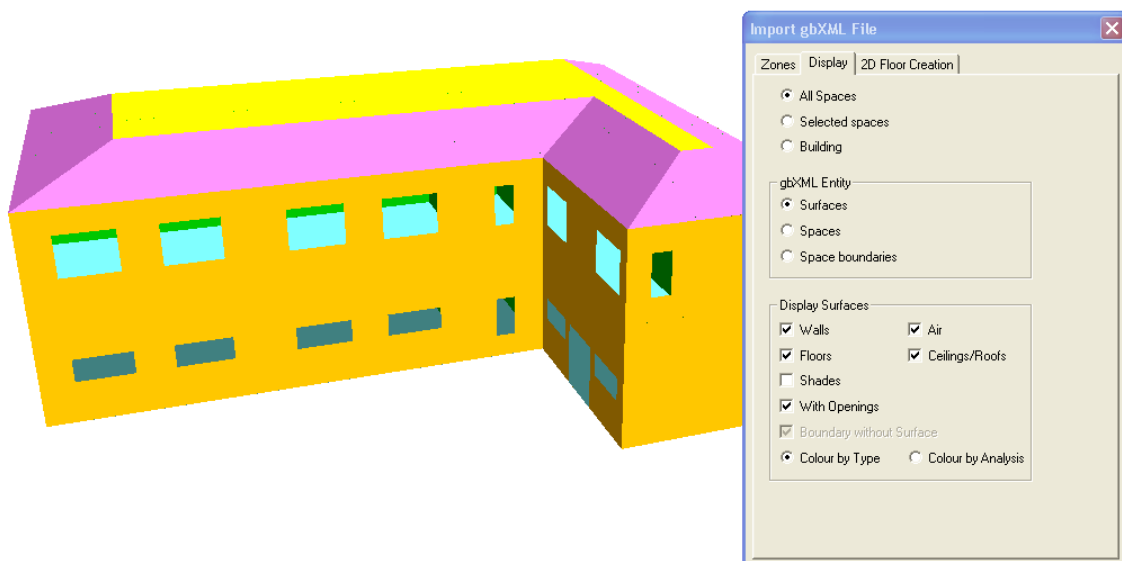 Import gbXML File
Zones Display 2D Floor Creation
All Spaces
Selected spaces
Building
gbXML Entity
Surfaces
Spaces
Space boundaries
Display Surfaces
Walls Air
Floors Ceilings/Roofs
Shades
With Openings
Boundary without Surface
Colour by Type Colour by Analysis